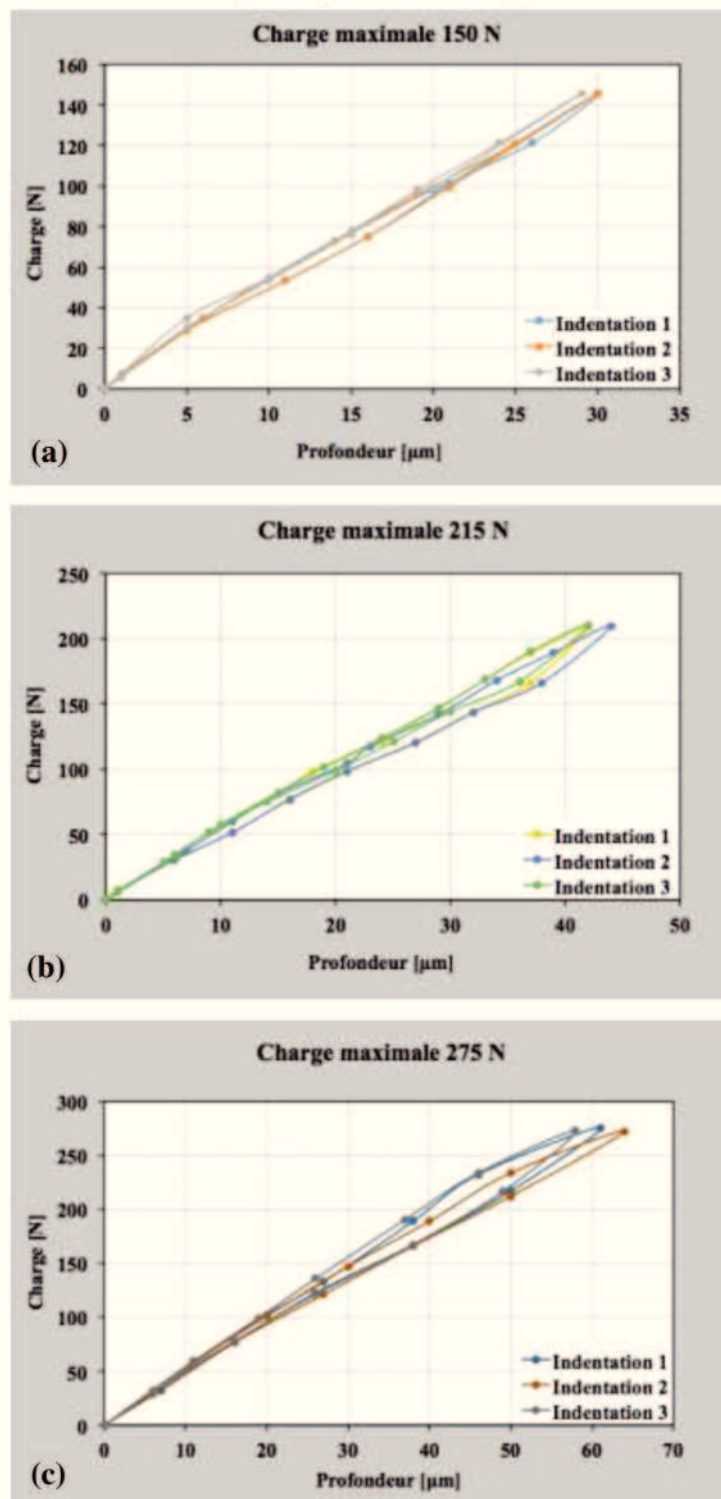 Charge maximale 150 N
160
140
120
100
80
60
40
20
0
Charge [N]
Indentation 1
Indentation 2
Indentation 3
0 5 10 15 20 25 30 35
Profondeur [µm]
(a)
Charge maximale 215 N
250
200
150
100
50
0
Charge [N]
Indentation 1
Indentation 2
Indentation 3
0 10 20 30 40 50
Profondeur [µm]
(b)
Charge maximale 275 N
300
250
200
150
100
50
0
Charge [N]
Indentation 1
Indentation 2
Indentation 3
0 10 20 30 40 50 60 70
Profondeur [µm]
(c)